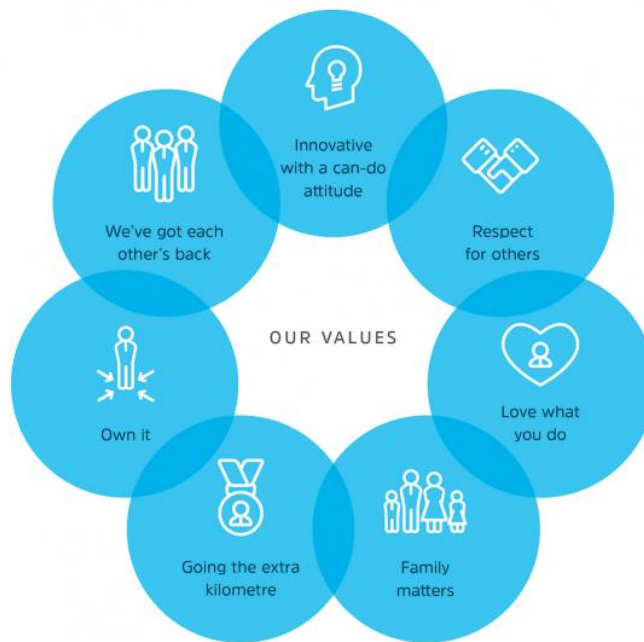 Innovative
with a can-do
attitude
Respect
for others
Love what
you do
Family
matters
Going the extra
kilometre
Own it
We've got each
other's back
OUR VALUES